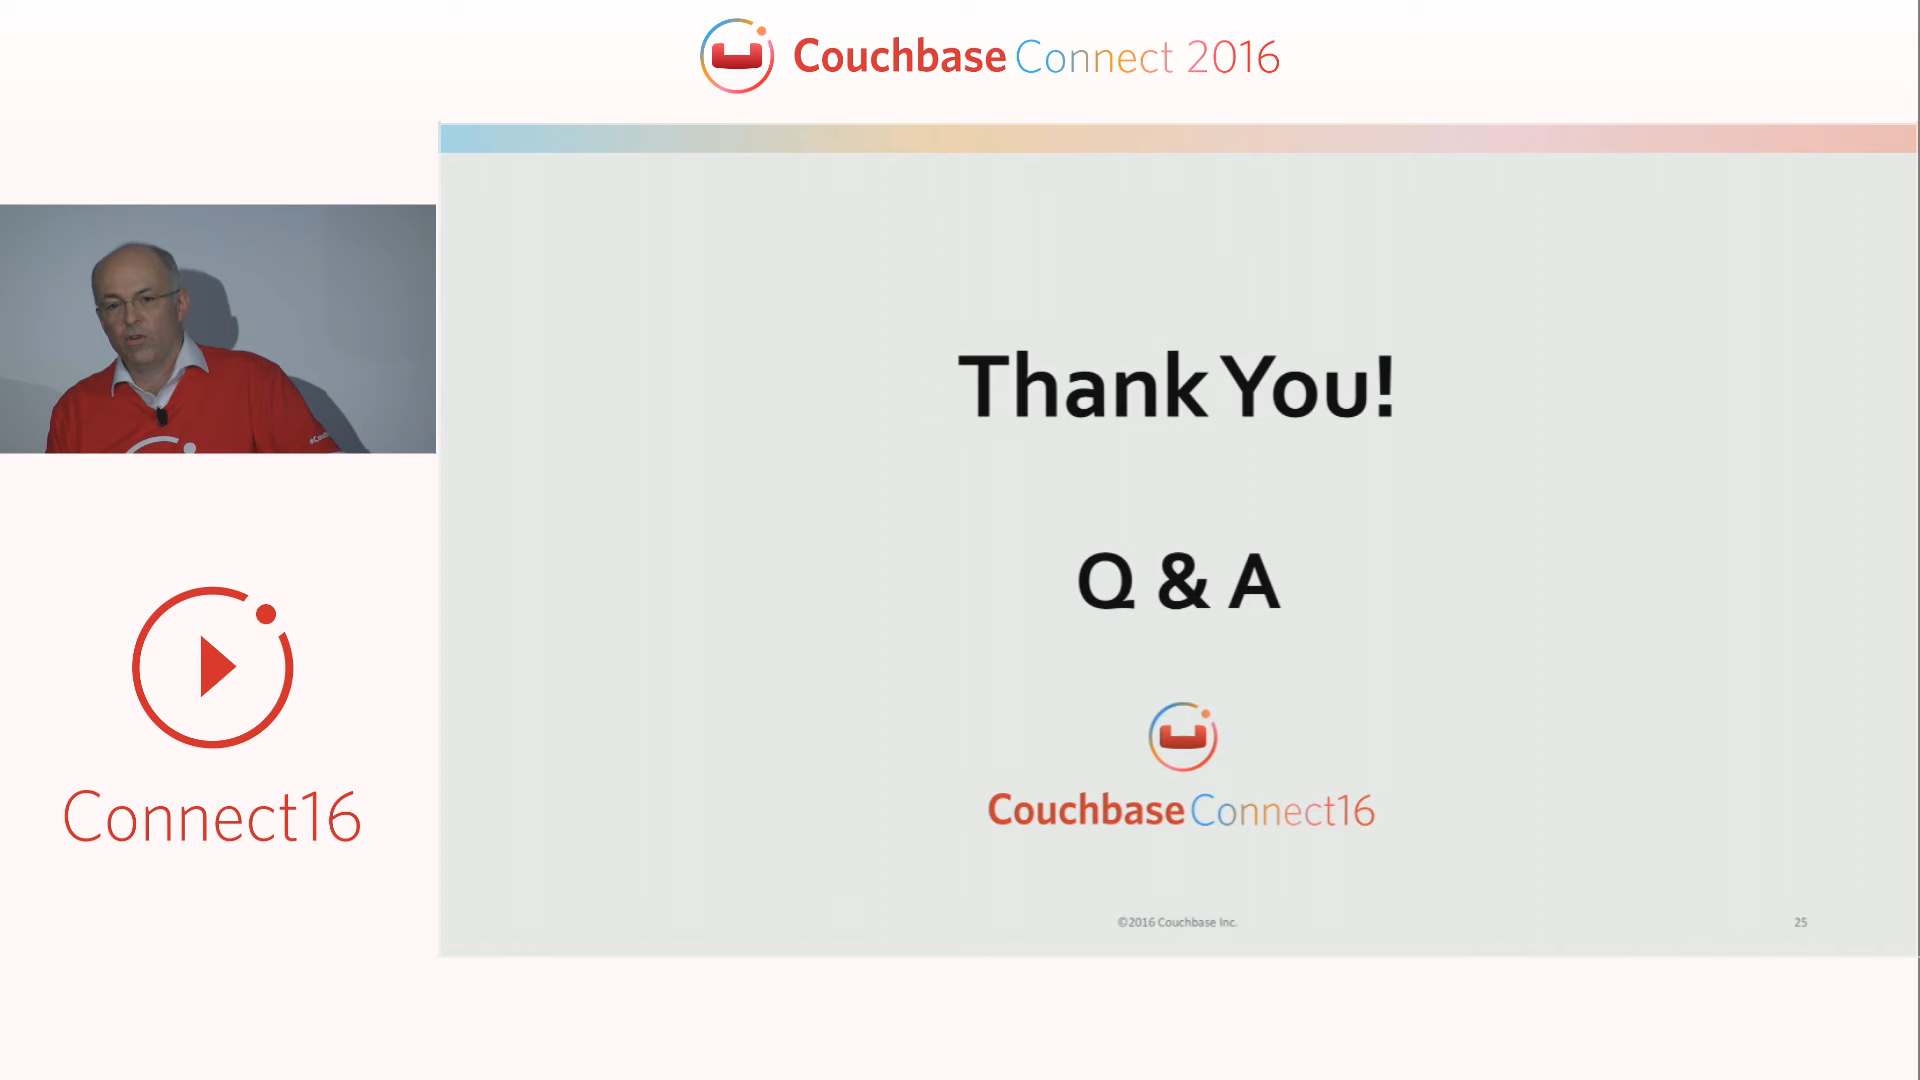 Couchbase Connect 2016
Thank You!
Q & A
Couchbase Connect16
©2016 Couchbase Inc.
25
Connect16